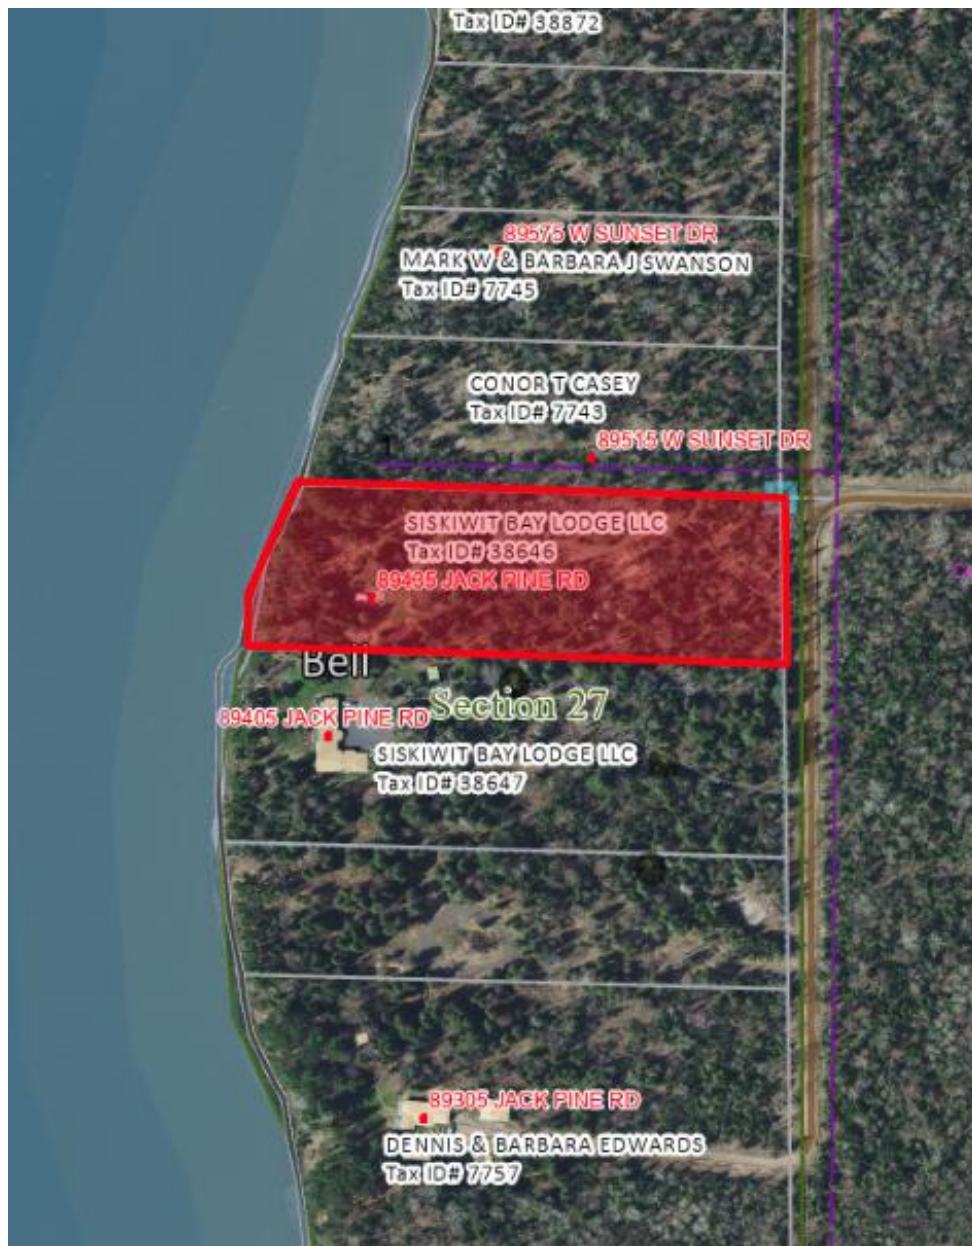 Tax ID# 38872
89575 W SUNSET DR
MARK W & BARBARA J SWANSON
Tax ID# 7745
CONOR T CASEY
Tax ID# 7743
89515 W SUNSET DR
1
SISKIWIT BAY LODGE LLC
Tax ID# 38646
89435 JACK PINE RD
Bell
Section 27
89405 JACK PINE RD
SISKIWIT BAY LODGE LLC
Tax ID# 38647
89305 JACK PINE RD
DENNIS & BARBARA EDWARDS
Tax ID# 7757